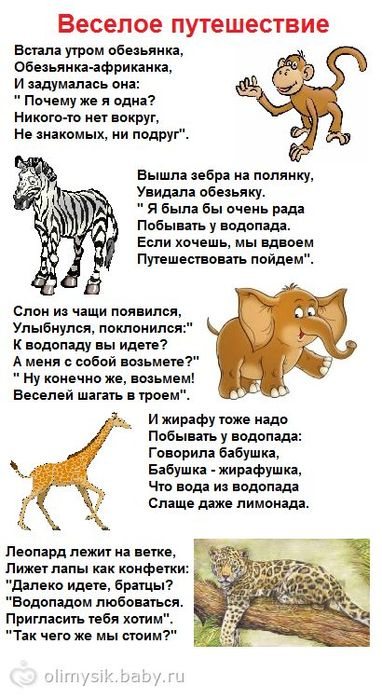 Веселое путешествие
Встала утром обезьянка,
Обезьянка-африканка,
И задумалась она:
" Почему же я одна?
Никого-то нет вокруг,
Не знакомых, ни подруг".
Вышла зебра на полянку,
Увидала обезьяку.
" Я была бы очень рада
Побывать у водопада.
Если хочешь, мы вдвоем
Путешествовать пойдем".
Слон из чащи появился,
Улыбнулся, поклонился:"
К водопаду вы идете?
А меня с собой возьмете?"
" Ну конечно же, возьмем!
Веселей шагать в троем".
И жирафу тоже надо
Побывать у водопада:
Говорила бабушка,
Бабушка - жирафушка,
Что вода из водопада
Слаще даже лимонада.
Леопард лежит на ветке,
Лижет лапы как конфетки:
"Далеко идете, братцы?
"Водопадом любоваться.
Пригласить тебя хотим".
"Так чего же мы стоим?"
olimysik.baby.ru